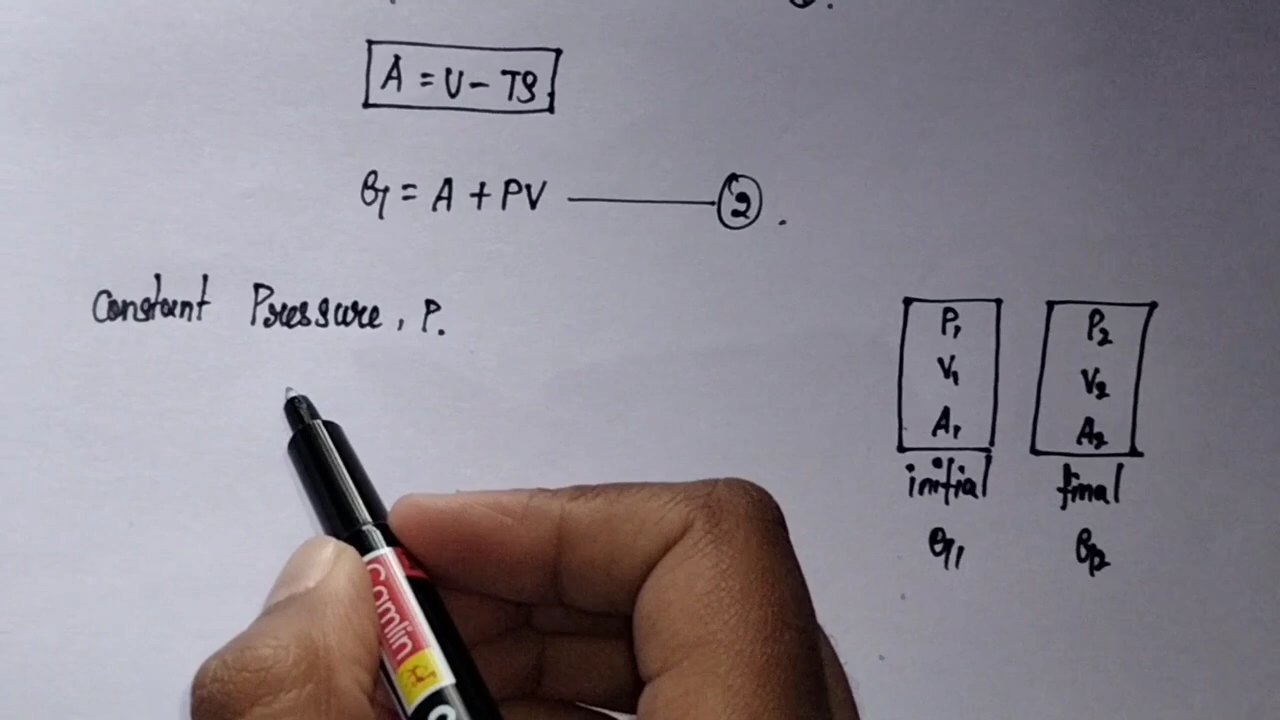 A = U - TS
G = A + PV ——— 2.
Constant Pressure, P.
P₁
V₁
A₁
initial
G₁
P₂
V₂
A₂
final
G₂
Camlin